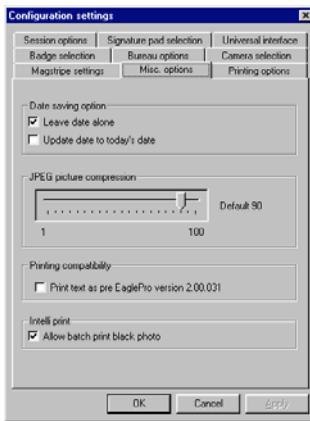 Configuration settings
Session options Signature pad selection Universal interface
Badge selection Bureau options Camera selection
Magstripe settings Misc. options Printing options
Date saving option
Leave date alone
Update date to today's date
JPEG picture compression
Default 90
1 100
Printing compatibility
Print text as pre EaglePro version 2.00.031
Intelli print
Allow batch print black photo
OK Cancel Apply